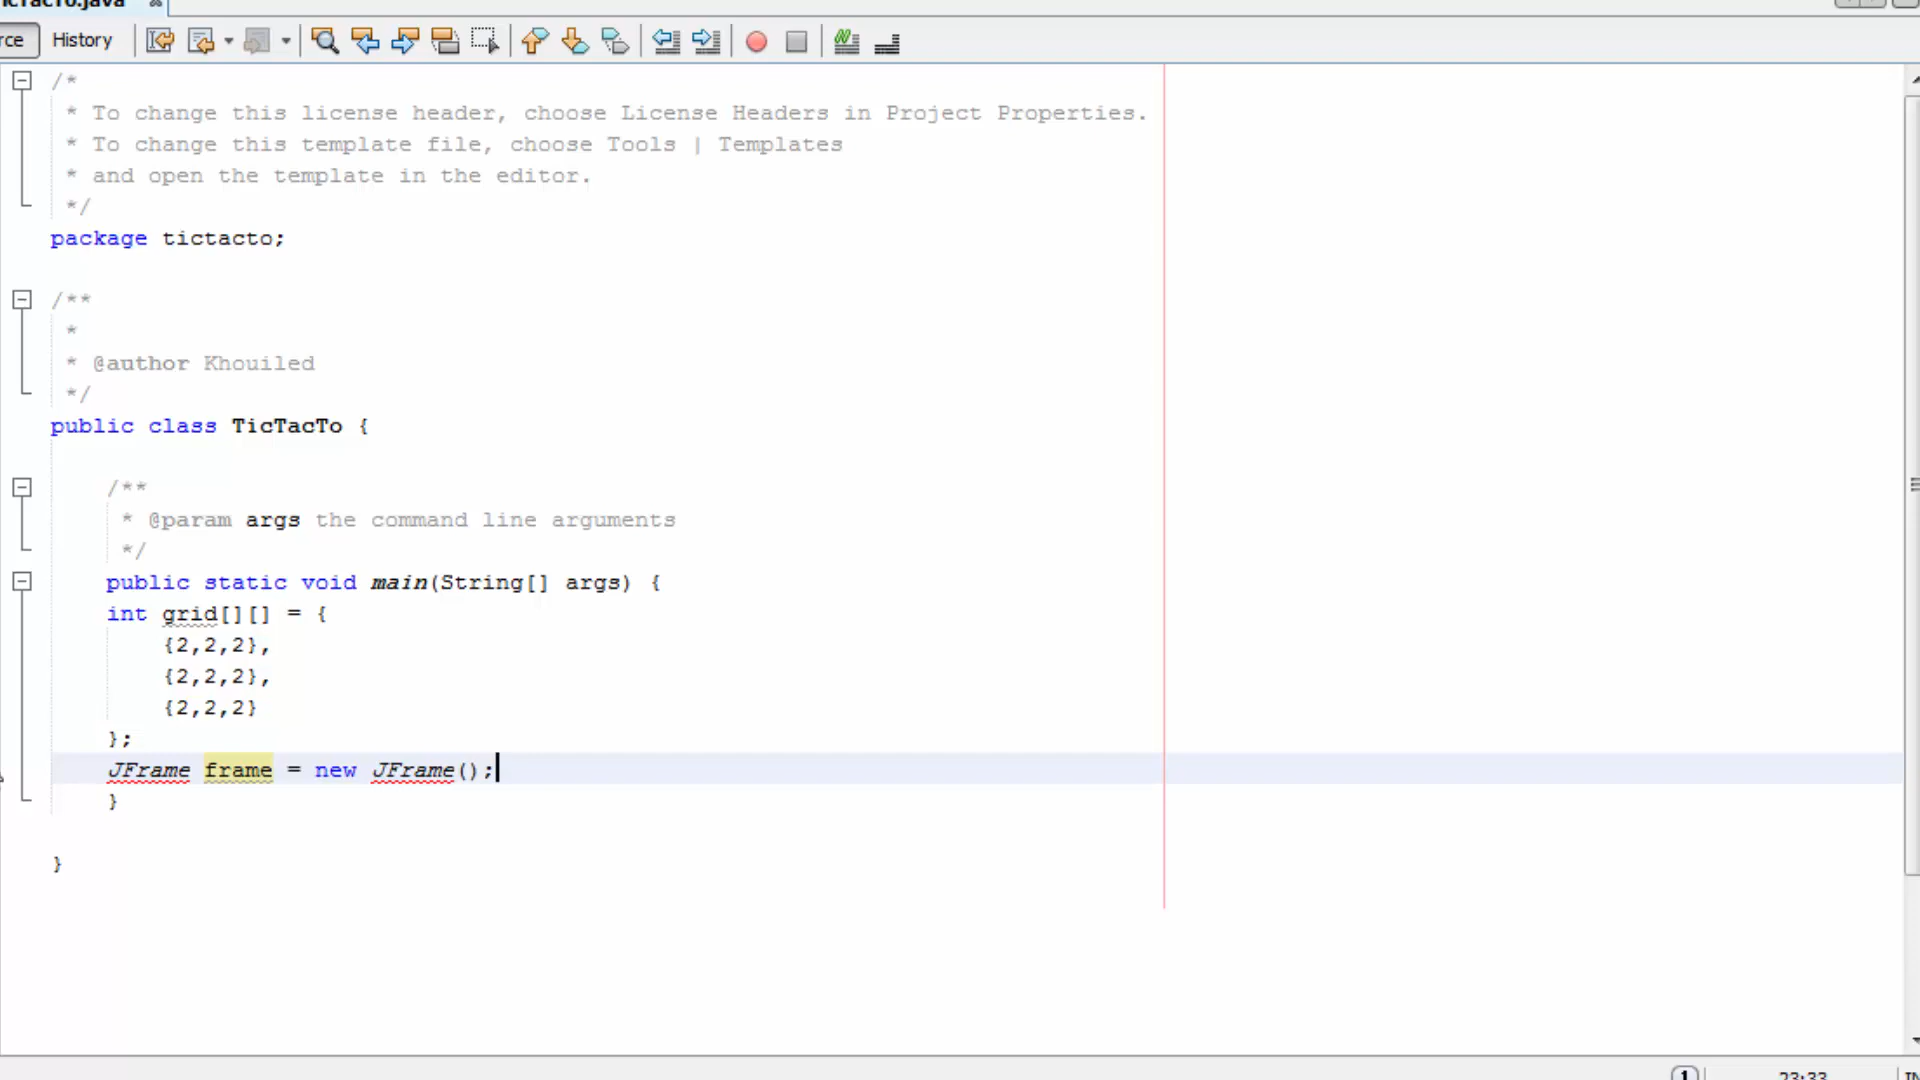 History
/*
* To change this license header, choose License Headers in Project Properties.
* To change this template file, choose Tools | Templates
* and open the template in the editor.
*/
package tictacto;
/**
*
* @author Khouiled
*/
public class TicTacTo {
/**
* @param args the command line arguments
*/
public static void main(String[] args) {
int grid[][] = {
{2,2,2},
{2,2,2},
{2,2,2}
};
JFrame frame = new JFrame();
}
}
1
23:33